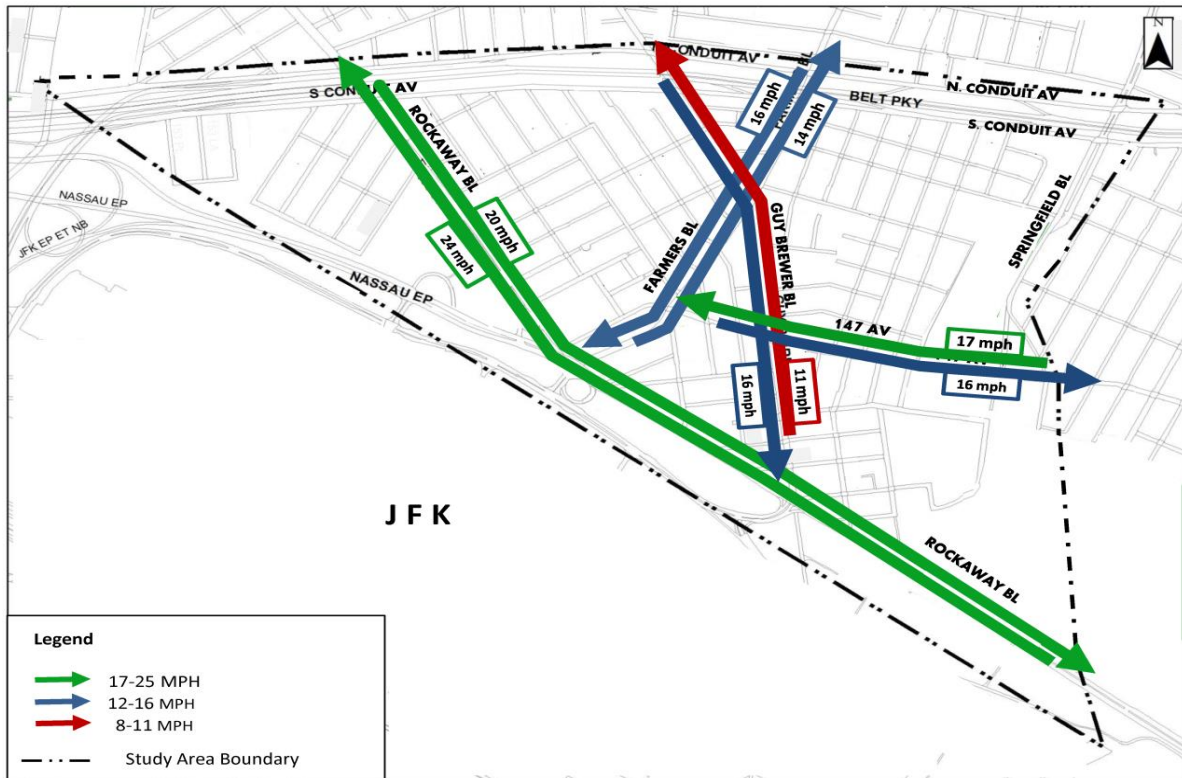 N
N. CONDUIT AV
S CONDUIT AV
BELT PKY
N. CONDUIT AV
S. CONDUIT AV
16 mph
14 mph
ROCKAWAY BL
20 mph
24 mph
NASSAU EP
JFK EP ET NB
NASSAU EP
FARMERS BL
GUY BREWER BL
SPRINGFIELD BL
147 AV
17 mph
16 mph
16 mph
11 mph
J F K
ROCKAWAY BL
Legend
17-25 MPH
12-16 MPH
8-11 MPH
Study Area Boundary